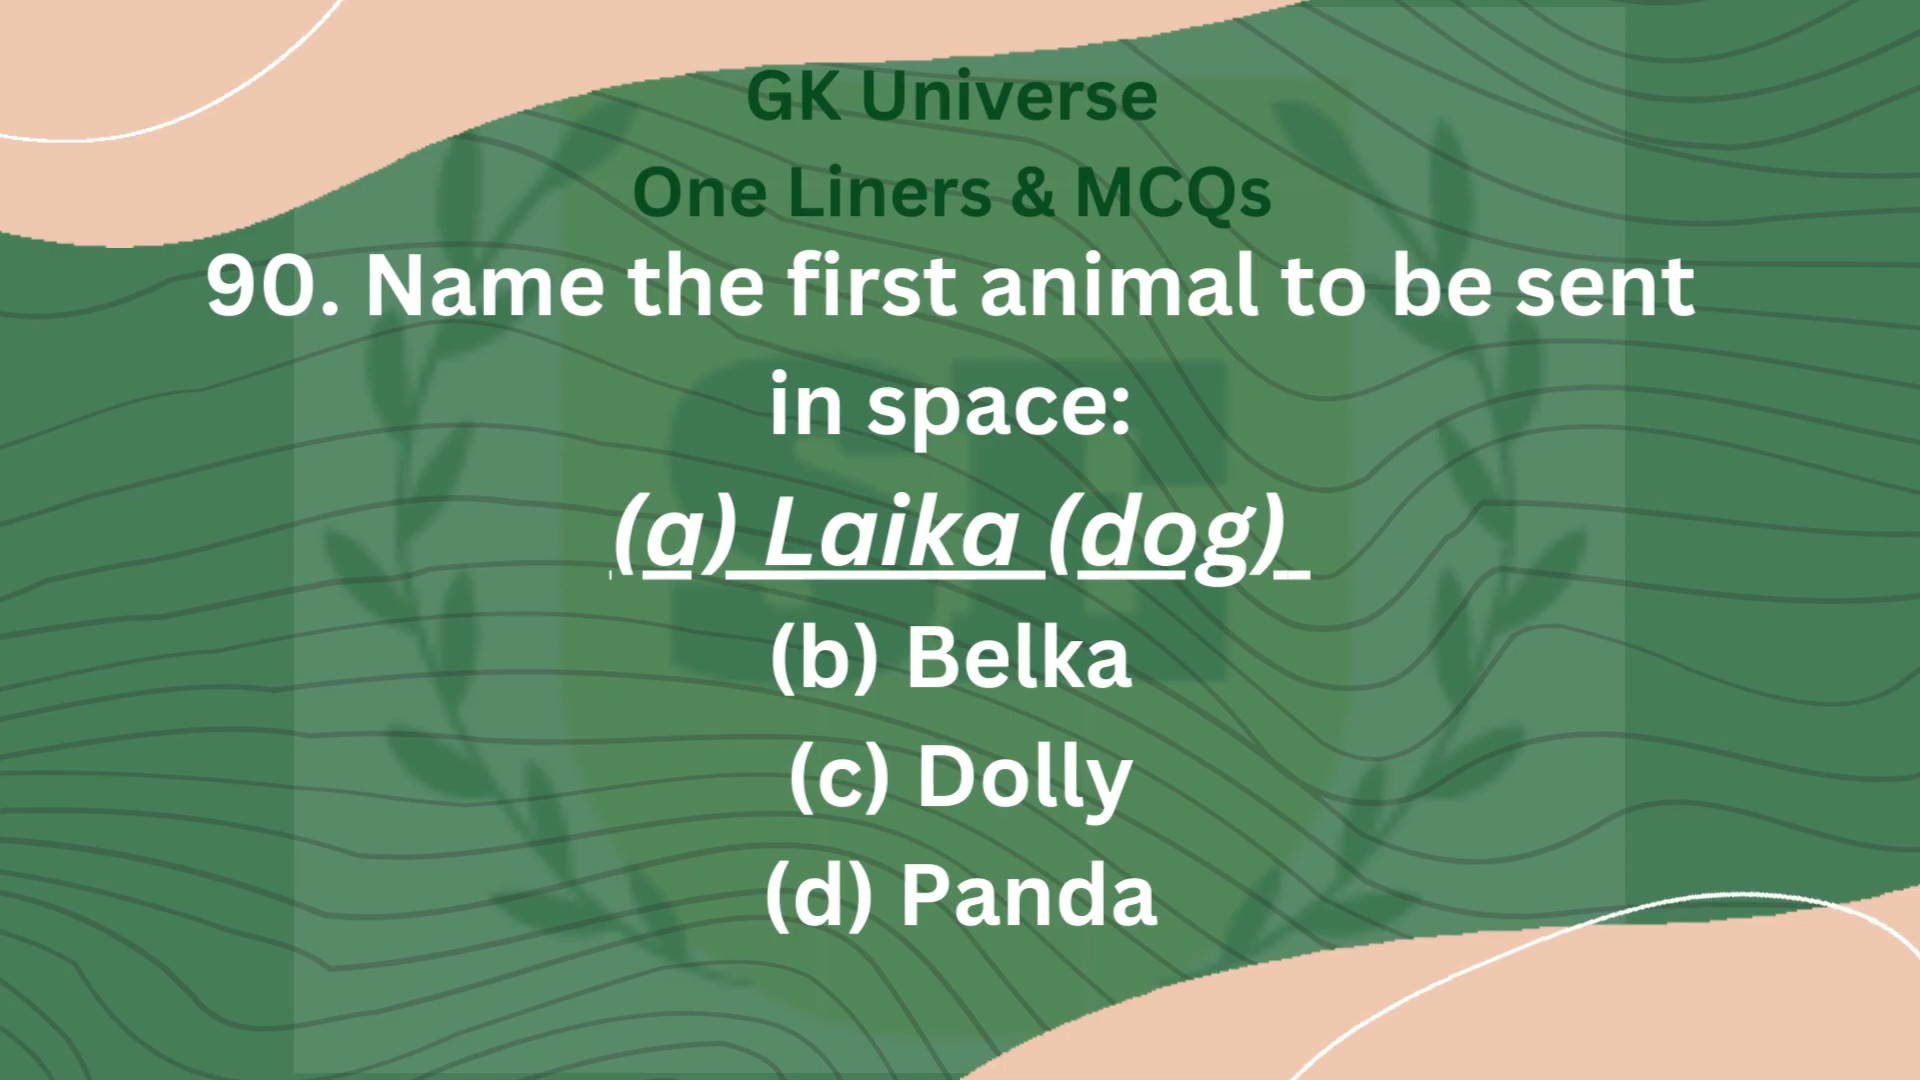 GK Universe
One Liners & MCQs
90. Name the first animal to be sent
in space:
(a) Laika (dog)
(b) Belka
(c) Dolly
(d) Panda